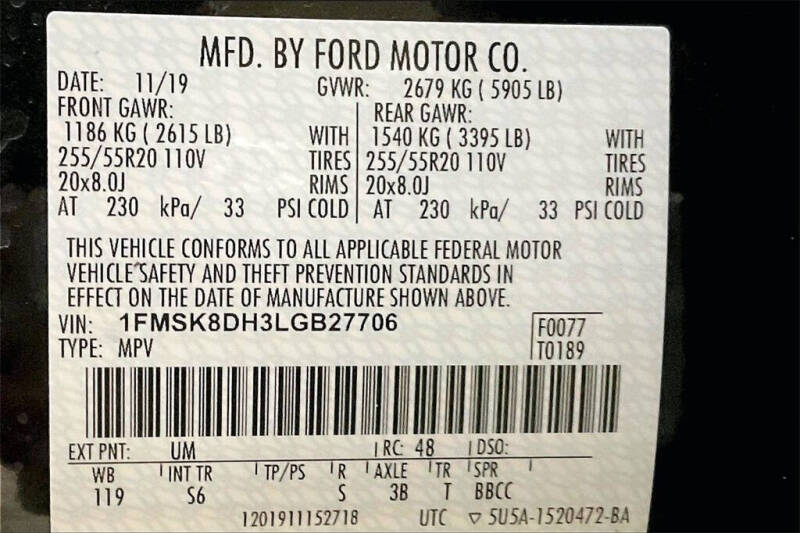 MFD. BY FORD MOTOR CO.
DATE: 11/19 GVWR: 2679 KG ( 5905 LB)
FRONT GAWR: REAR GAWR:
1186 KG ( 2615 LB) WITH 1540 KG ( 3395 LB) WITH
255/55R20 110V TIRES 255/55R20 110V TIRES
20x8.0J RIMS 20x8.0J RIMS
AT 230 kPa/ 33 PSI COLD AT 230 kPa/ 33 PSI COLD
THIS VEHICLE CONFORMS TO ALL APPLICABLE FEDERAL MOTOR
VEHICLE SAFETY AND THEFT PREVENTION STANDARDS IN
EFFECT ON THE DATE OF MANUFACTURE SHOWN ABOVE.
VIN: 1FMSK8DH3LGB27706 F0077
TYPE: MPV T0189
EXT PNT: UM RC: 48 DSO:
WB INT TR TP/PS R AXLE TR SPR
119 S6 S 3B T BBCC
1201911152718 UTC ▽ 5U5A-1520472-BA